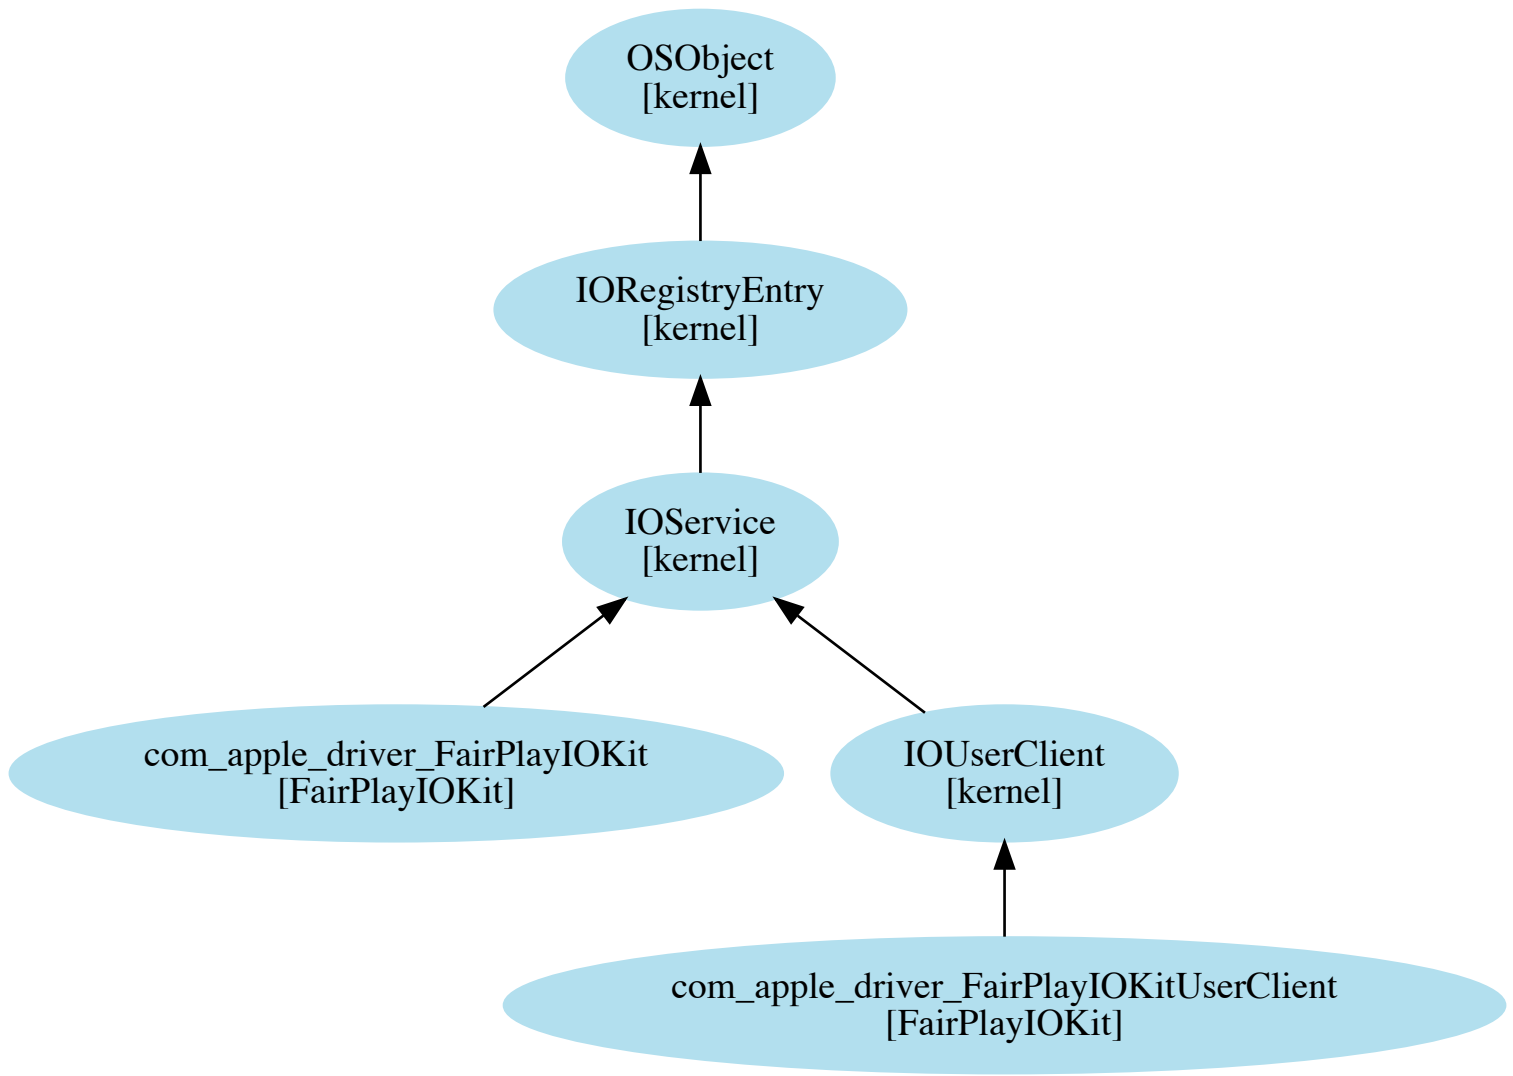 OSObject
[kernel]
IORegistryEntry
[kernel]
IOService
[kernel]
com_apple_driver_FairPlayIOKit
[FairPlayIOKit]
IOUserClient
[kernel]
com_apple_driver_FairPlayIOKitUserClient
[FairPlayIOKit]